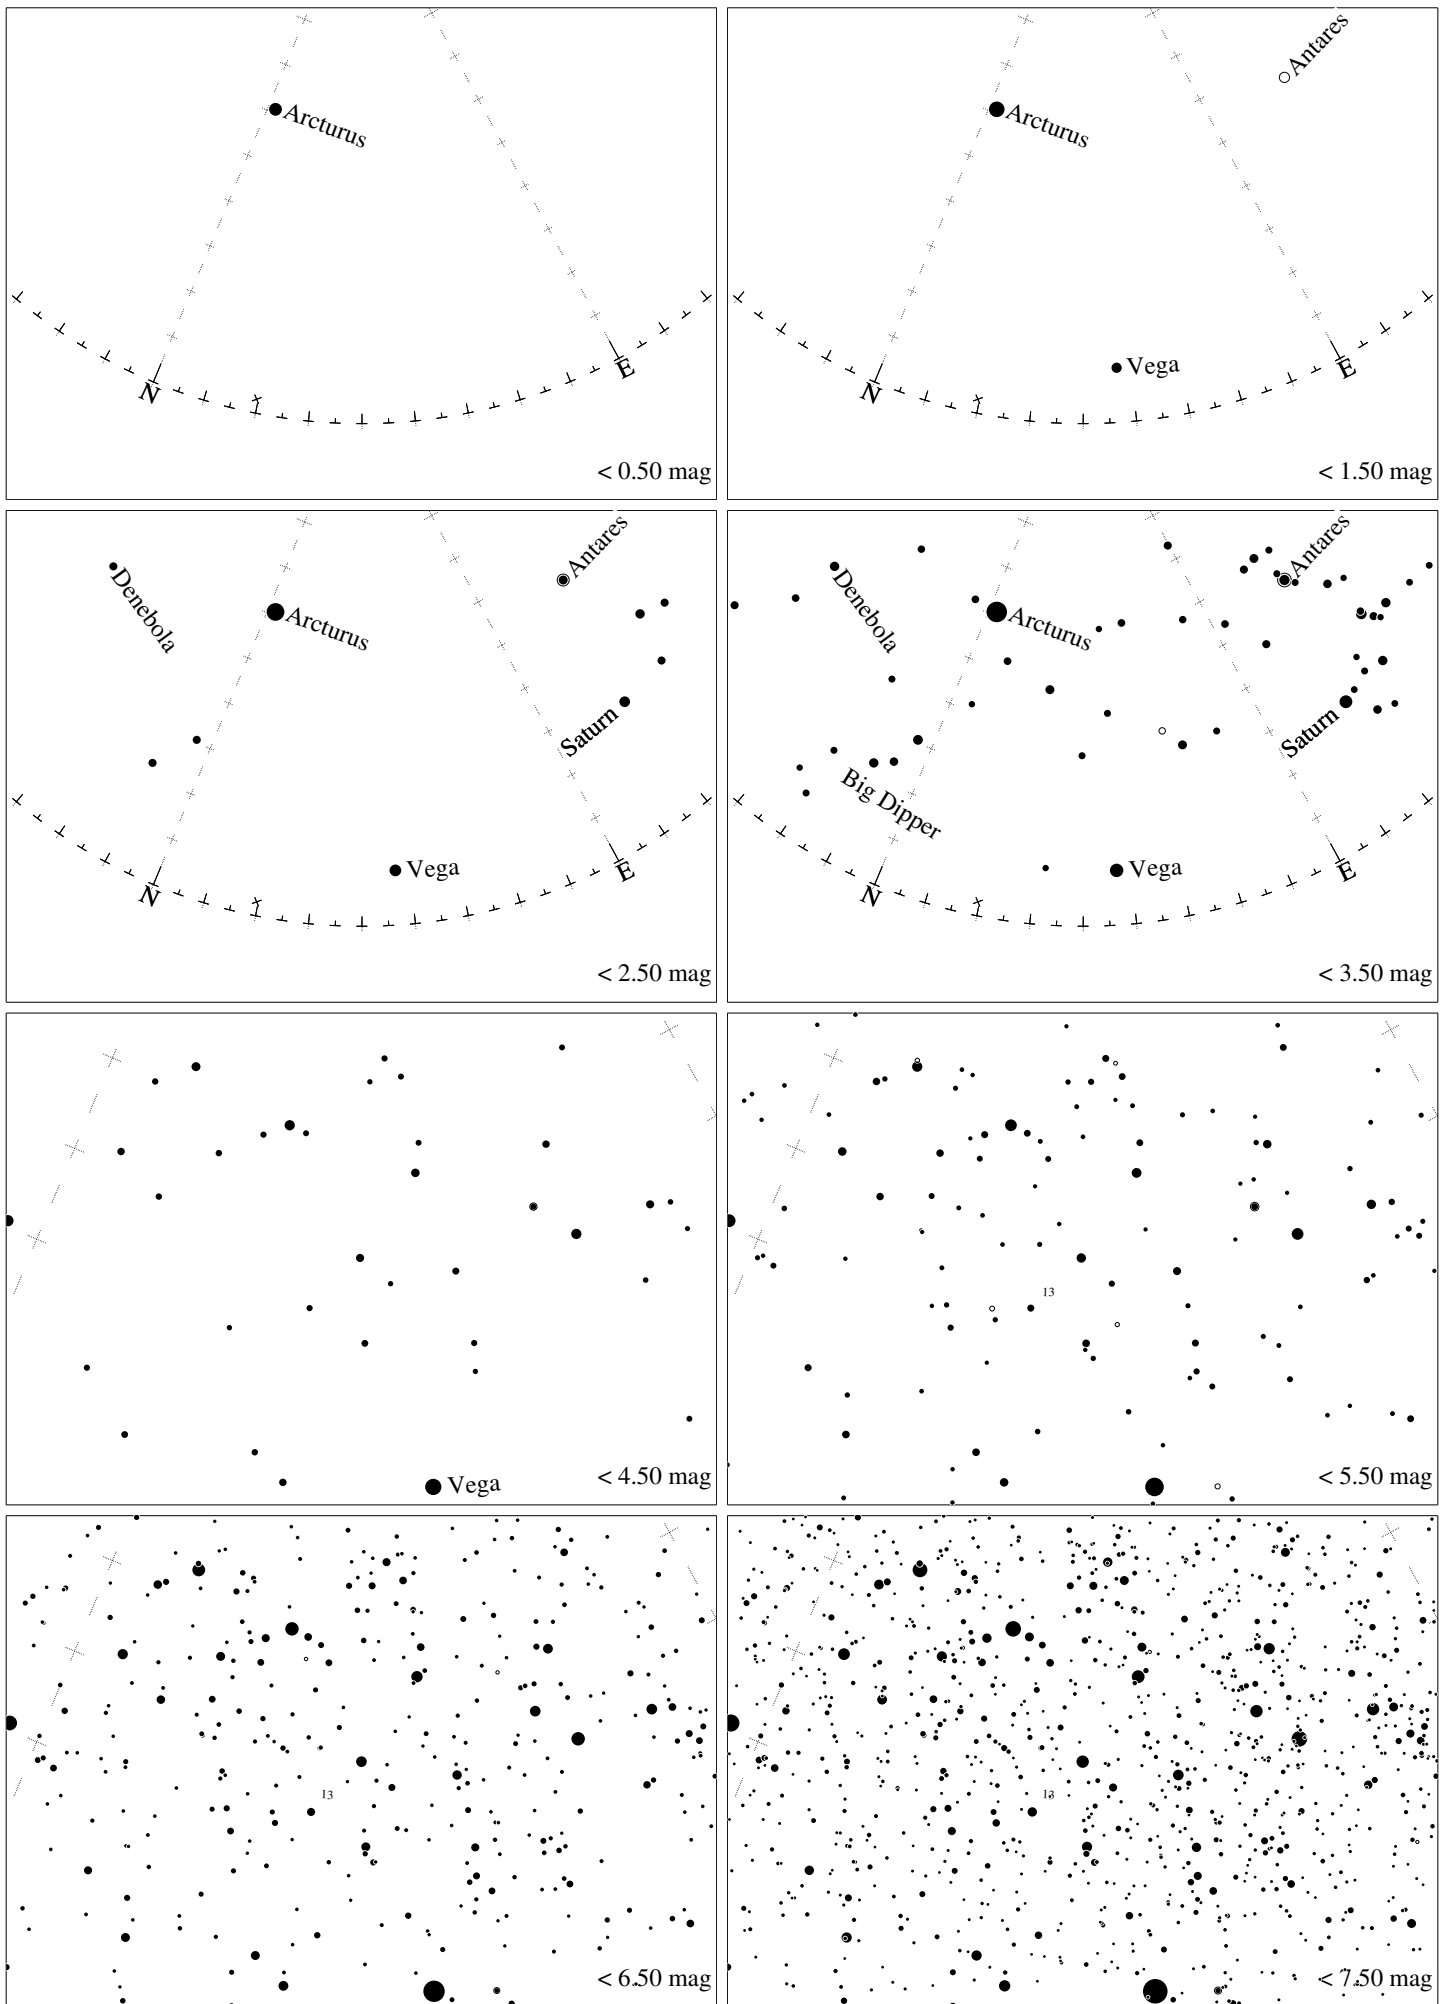 Arcturus
N
E
< 0.50 mag
Antares
Arcturus
Vega
N
E
< 1.50 mag
Denebola
Antares
Arcturus
Saturn
Vega
N
E
< 2.50 mag
Denebola
Antares
Arcturus
Saturn
Big Dipper
Vega
N
E
< 3.50 mag
Vega
< 4.50 mag
13
< 5.50 mag
13
< 6.50 mag
13
< 7.50 mag